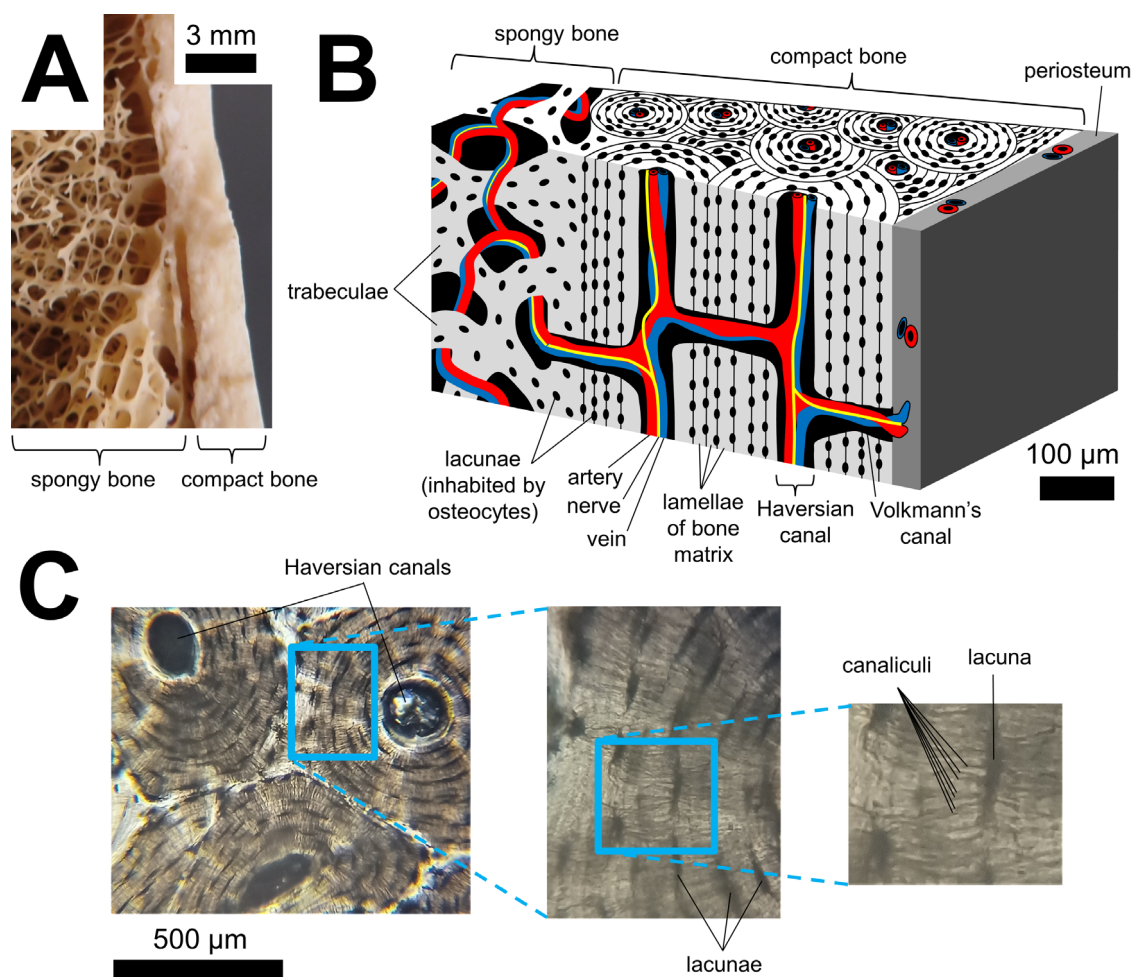 A
3 mm
spongy bone
compact bone
B
spongy bone
compact bone
periosteum
trabeculae
lacunae
(inhabited by
osteocytes)
artery
nerve
vein
lamellae
of bone
matrix
Haversian
canal
Volkmann's
canal
100 µm
C
Haversian canals
500 µm
lacunae
canaliculi
lacuna